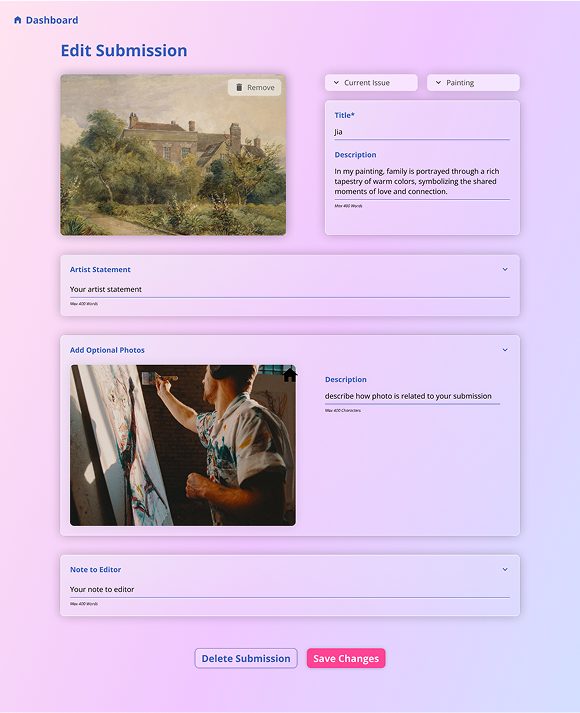 Dashboard
Edit Submission
Remove
Current Issue
Painting
Title*
Jia
Description
In my painting, family is portrayed through a rich
tapestry of warm colors, symbolizing the shared
moments of love and connection.
Max 400 Words
Artist Statement
Your artist statement
Max 400 Words
Add Optional Photos
Description
describe how photo is related to your submission
Max 400 Characters
Note to Editor
Your note to editor
Max 400 Words
Delete Submission
Save Changes